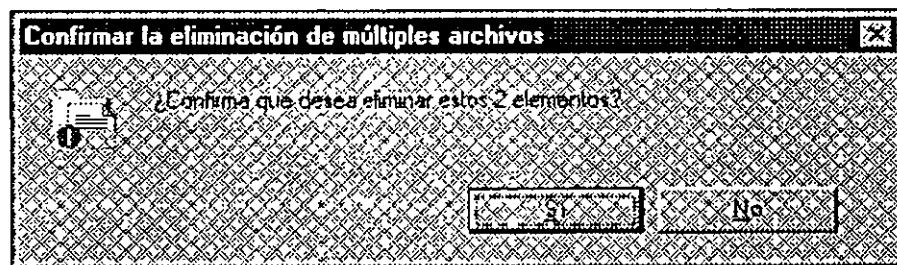 Confirmar la eliminación de múltiples archivos
¿Confirma que desea eliminar estos 2 elementos?
Sí
No